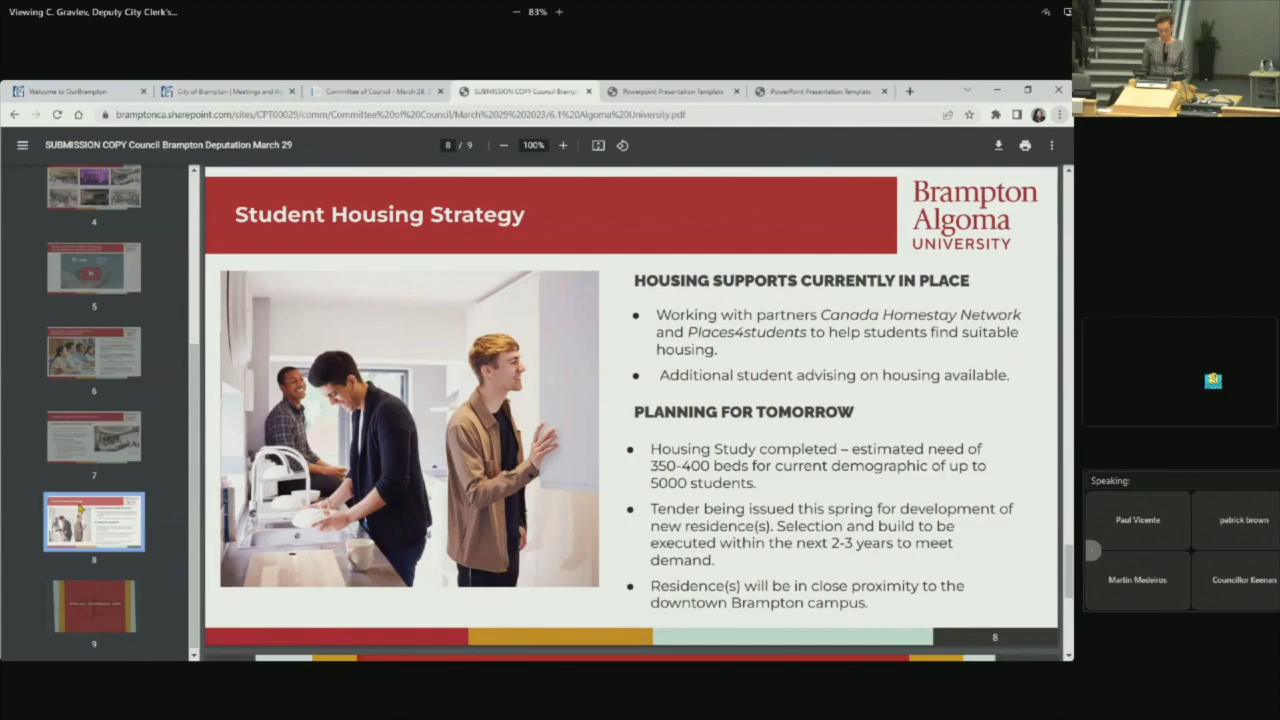 Viewing C. Gravlev, Deputy City Clerk's...
83%
Welcome to OurBrampton
City of Brampton | Meetings and Ag
Committee of Council - March 29, 2
SUBMISSION COPY Council Brampt
Powerpoint Presentation Template
PowerPoint Presentation Template
bramptonca.sharepoint.com/sites/CPT00029/comm/Committee%20of%20Council/March%2029%202023/6.1%20Algoma%20University.pdf
SUBMISSION COPY Council Brampton Deputation March 29
8 / 9
100%
4
5
6
7
8
9
Student Housing Strategy
Brampton
Algoma
UNIVERSITY
HOUSING SUPPORTS CURRENTLY IN PLACE
● Working with partners Canada Homestay Network
and Places4students to help students find suitable
housing.
● Additional student advising on housing available.
PLANNING FOR TOMORROW
● Housing Study completed – estimated need of
350-400 beds for current demographic of up to
5000 students.
● Tender being issued this spring for development of
new residence(s). Selection and build to be
executed within the next 2-3 years to meet
demand.
● Residence(s) will be in close proximity to the
downtown Brampton campus.
8
Speaking:
Paul Vicente
patrick brown
Martin Medeiros
Councillor Keenan